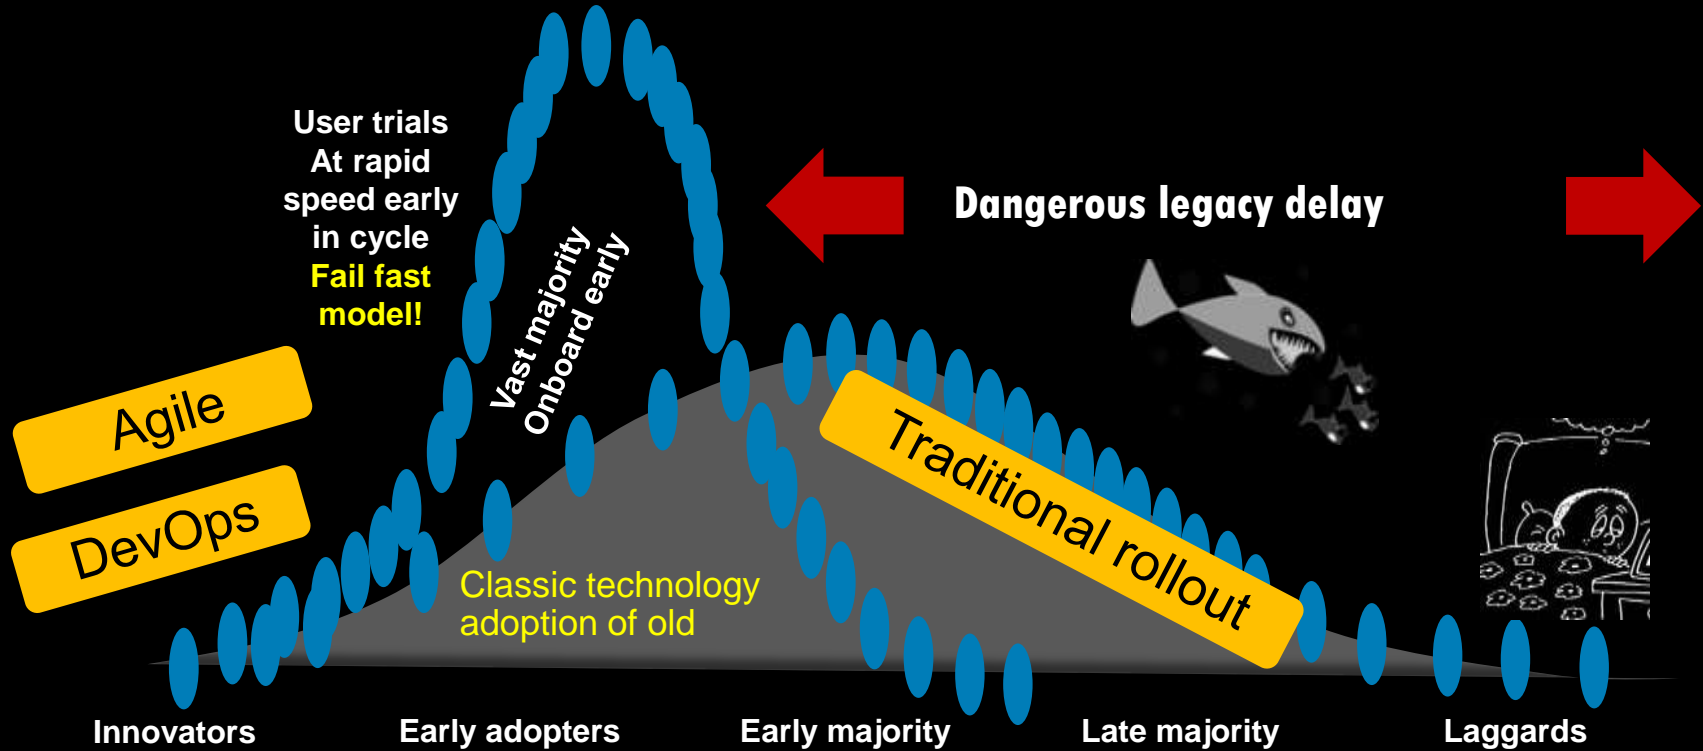 User trials
At rapid
speed early
in cycle
Fail fast
model!
Vast majority
Onboard early
Dangerous legacy delay
Agile
DevOps
Classic technology
adoption of old
Traditional rollout
Innovators
Early adopters
Early majority
Late majority
Laggards